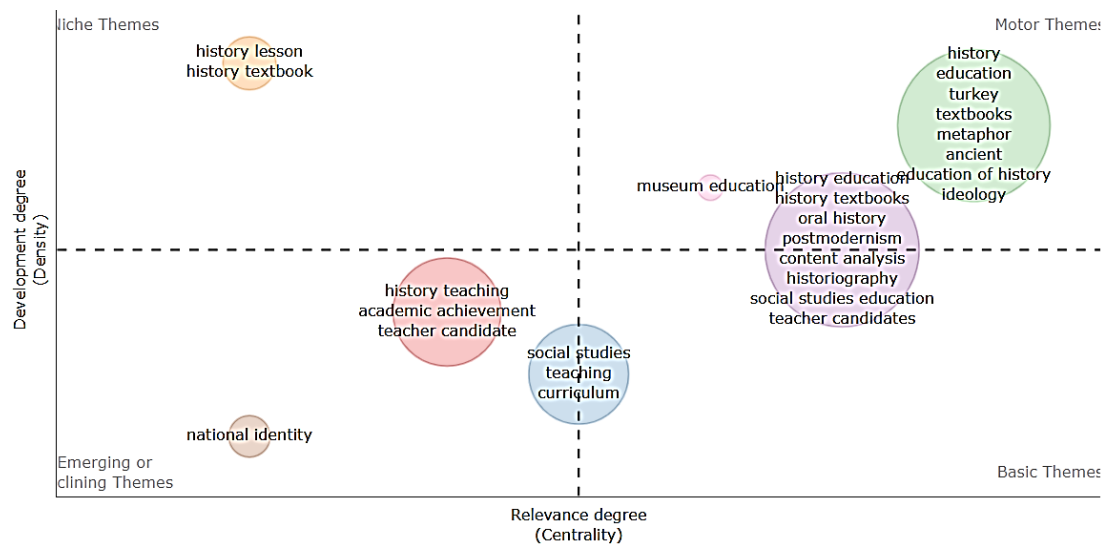 Niche Themes
Motor Themes
history lesson
history textbook
history
education
turkey
textbooks
metaphor
ancient
education of history
ideology
museum education
history education
history textbooks
oral history
postmodernism
content analysis
historiography
social studies education
teacher candidates
history teaching
academic achievement
teacher candidate
social studies
teaching
curriculum
national identity
Emerging or
clining Themes
Basic Themes
Development degree
(Density)
Relevance degree
(Centrality)